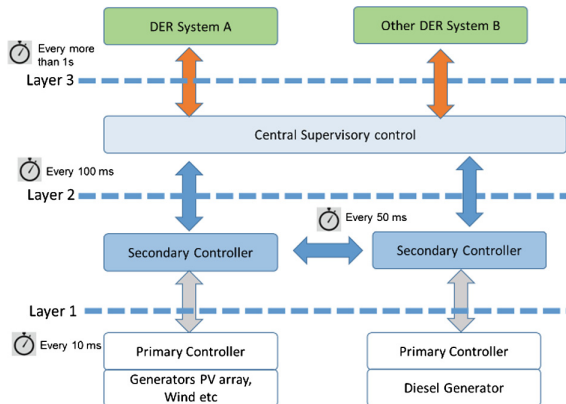 DER System A
Other DER System B
Every more
than 1s
Layer 3
Central Supervisory control
Every 100 ms
Layer 2
Every 50 ms
Secondary Controller
Secondary Controller
Layer 1
Every 10 ms
Primary Controller
Primary Controller
Generators PV array,
Wind etc
Diesel Generator